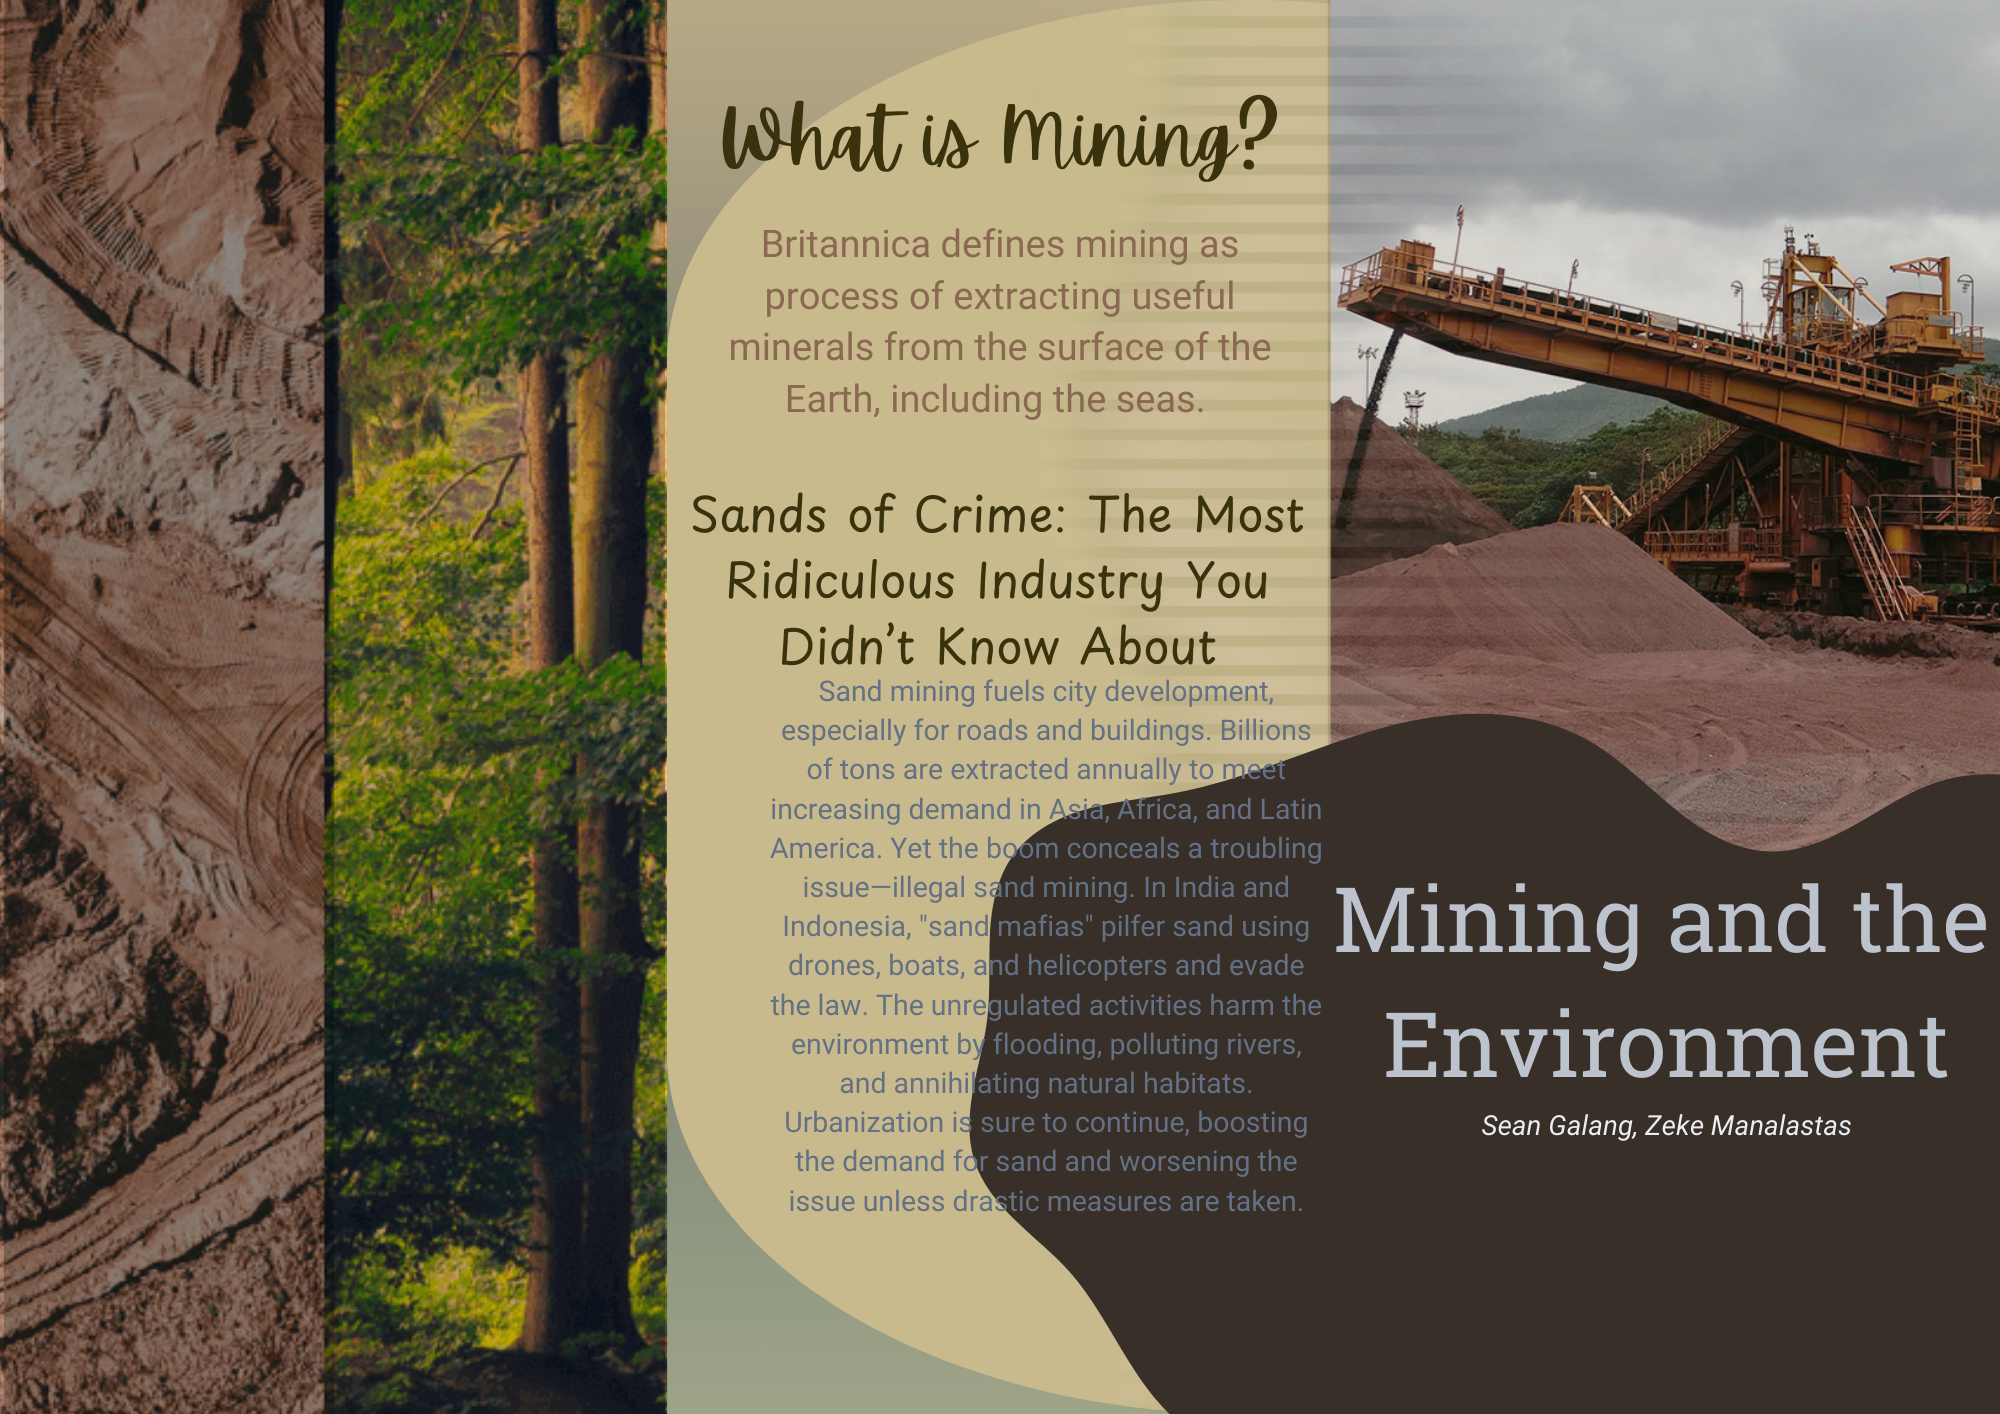 What is Mining?
Britannica defines mining as
process of extracting useful
minerals from the surface of the
Earth, including the seas.
Sands of Crime: The Most
Ridiculous Industry You
Didn't Know About
Sand mining fuels city development,
especially for roads and buildings. Billions
of tons are extracted annually to meet
increasing demand in Asia, Africa, and Latin
America. Yet the boom conceals a troubling
issue—illegal sand mining. In India and
Indonesia, "sand mafias" pilfer sand using
drones, boats, and helicopters and evade
the law. The unregulated activities harm the
environment by flooding, polluting rivers,
and annihilating natural habitats.
Urbanization is sure to continue, boosting
the demand for sand and worsening the
issue unless drastic measures are taken.
Mining and the
Environment
Sean Galang, Zeke Manalastas